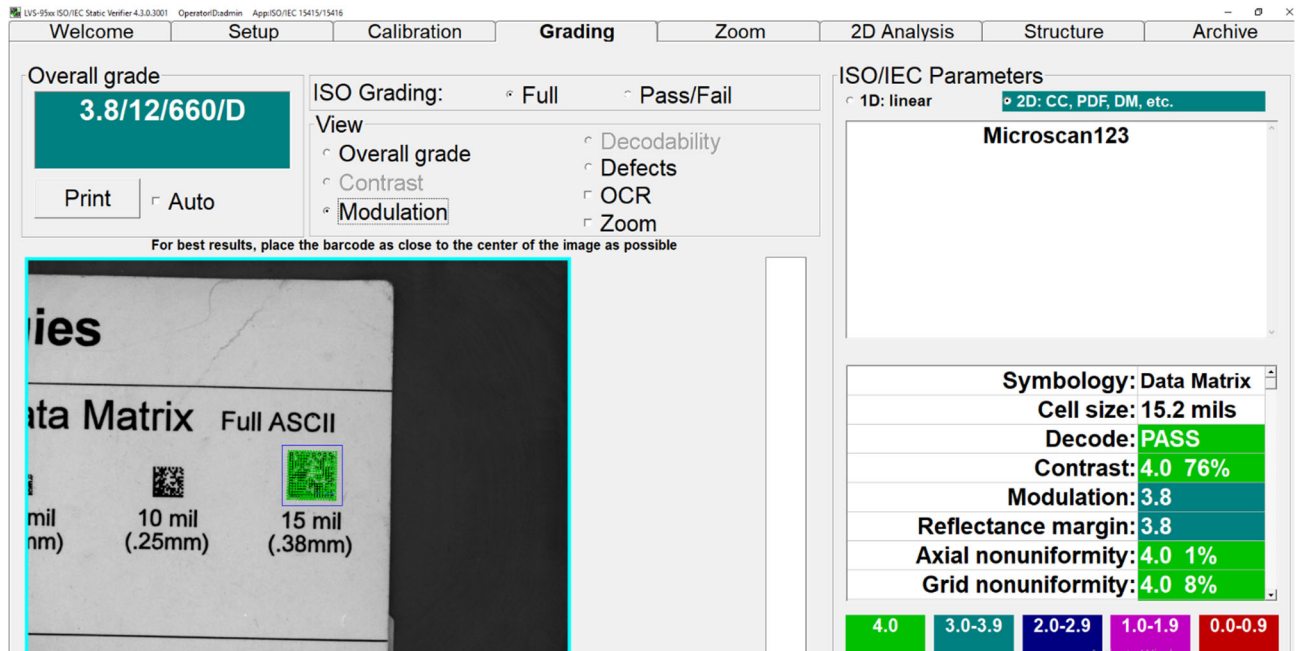 LVS-95xx ISO/IEC Static Verifier 4.3.0.3001 OperatorID:admin App:ISO/IEC 15415/15416
Welcome Setup Calibration Grading Zoom 2D Analysis Structure Archive
Overall grade
3.8/12/660/D
Print
Auto
ISO Grading: Full Pass/Fail
View
Overall grade
Contrast
Modulation
Decodability
Defects
OCR
Zoom
For best results, place the barcode as close to the center of the image as possible
ies
ata Matrix Full ASCII
mil 10 mil 15 mil
nm) (.25mm) (.38mm)
ISO/IEC Parameters
1D: linear 2D: CC, PDF, DM, etc.
Microscan123
Symbology: Data Matrix
Cell size: 15.2 mils
Decode: PASS
Contrast: 4.0 76%
Modulation: 3.8
Reflectance margin: 3.8
Axial nonuniformity: 4.0 1%
Grid nonuniformity: 4.0 8%
4.0 3.0-3.9 2.0-2.9 1.0-1.9 0.0-0.9